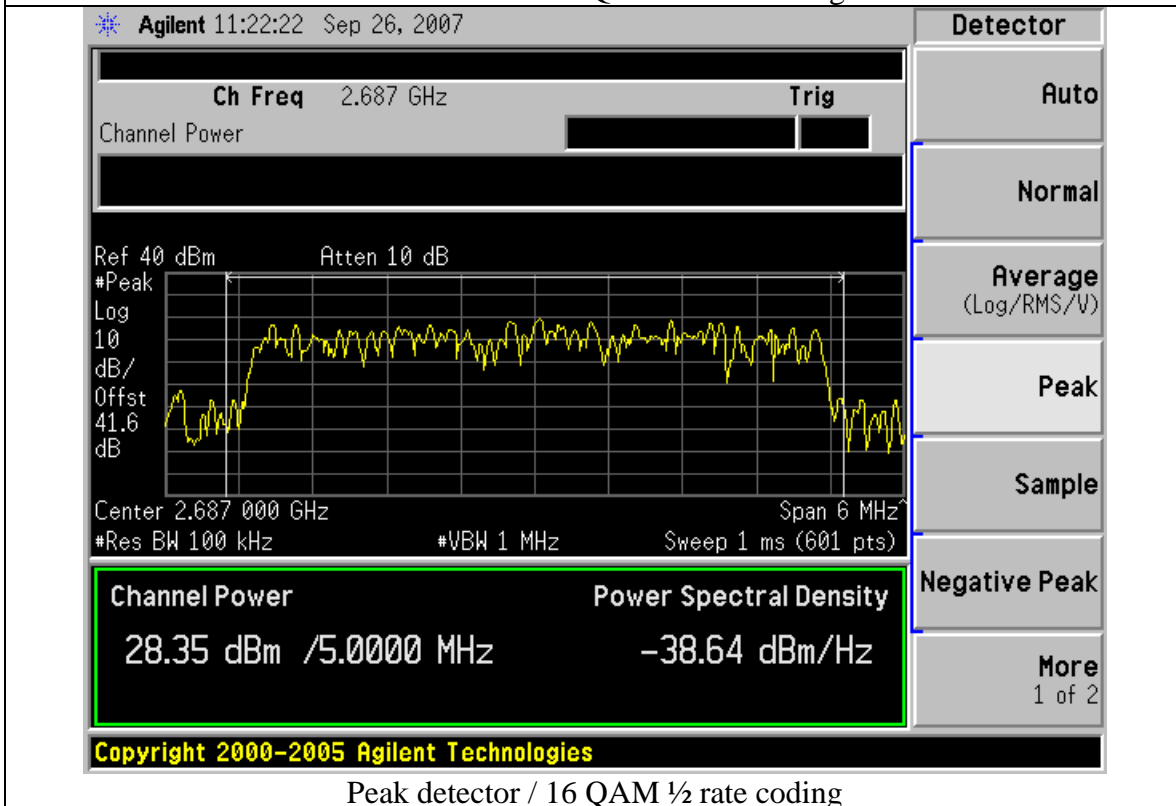 Agilent 11:22:22 Sep 26, 2007
Detector
Ch Freq 2.687 GHz Trig
Channel Power
Auto
Normal
Average
(Log/RMS/V)
Peak
Sample
Negative Peak
More
1 of 2
Ref 40 dBm Atten 10 dB
#Peak
Log
10
dB/
Offst
41.6
dB
Center 2.687 000 GHz Span 6 MHz^
#Res BW 100 kHz #VBW 1 MHz Sweep 1 ms (601 pts)
Channel Power Power Spectral Density
28.35 dBm /5.0000 MHz -38.64 dBm/Hz
Copyright 2000-2005 Agilent Technologies
Peak detector / 16 QAM ½ rate coding